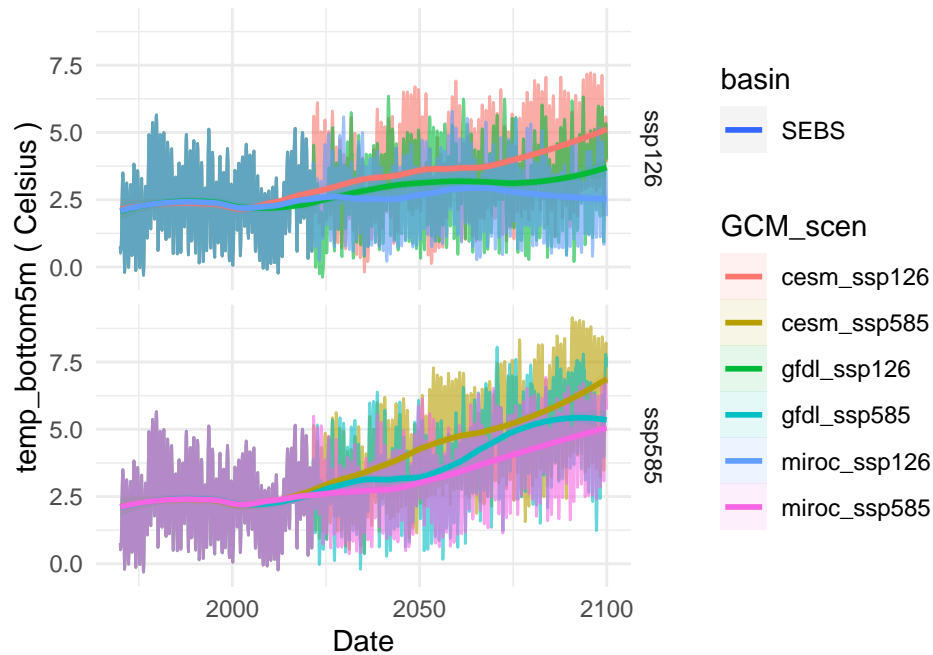 7.5
5.0
2.5
0.0
ssp126
7.5
5.0
2.5
0.0
ssp585
temp_bottom5m ( Celsius )
2000
2050
2100
Date
basin
SEBS
GCM_scen
cesm_ssp126
cesm_ssp585
gfdl_ssp126
gfdl_ssp585
miroc_ssp126
miroc_ssp585